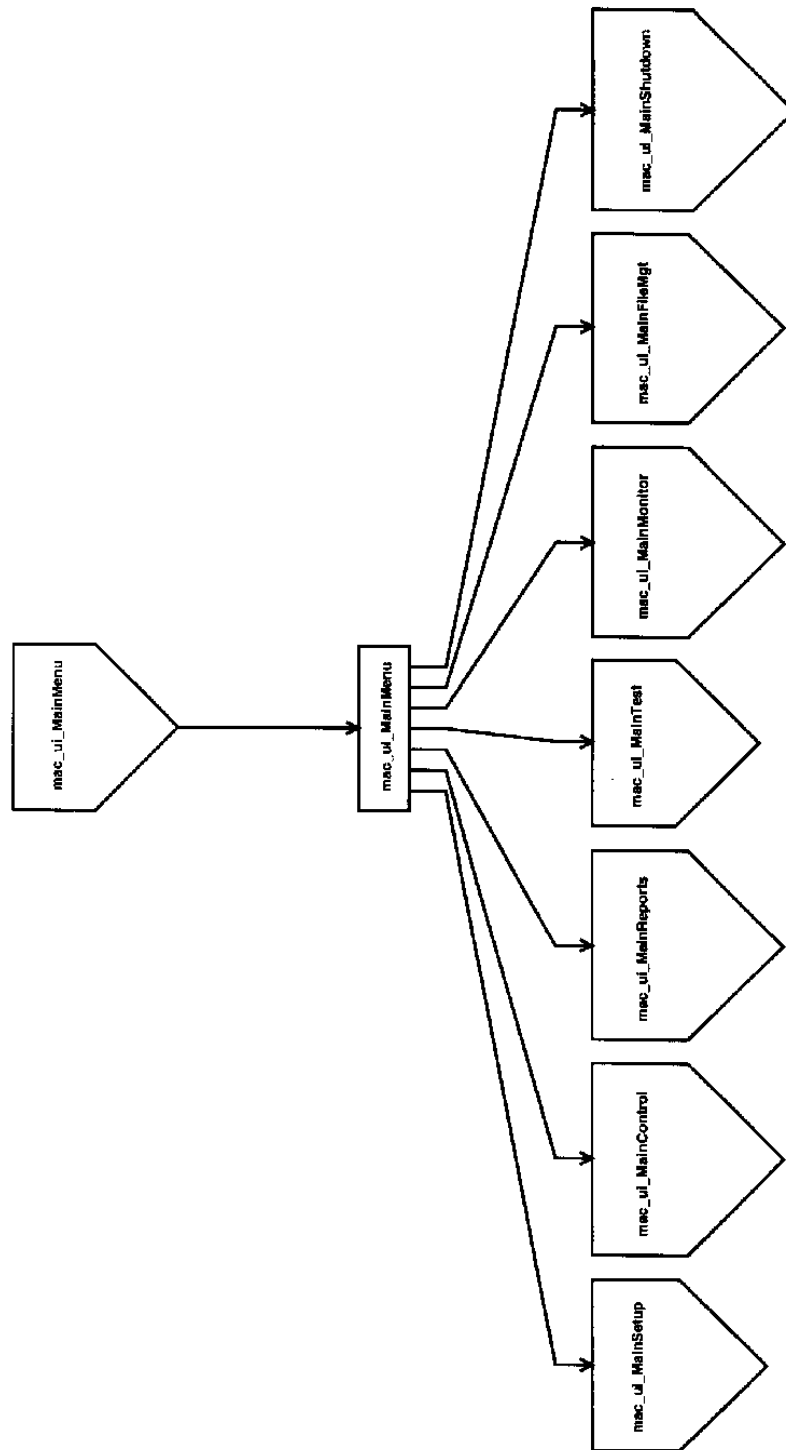 mac_ui_MainMenu
mac_ui_MainMenu
mac_ui_MainSetup
mac_ui_MainControl
mac_ui_MainReports
mac_ui_MainTest
mac_ui_MainMonitor
mac_ui_MainFileMgt
mac_ui_MainShutdown